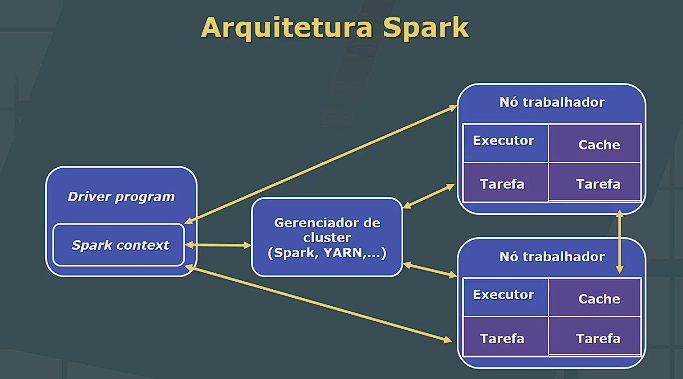 Arquitetura Spark
Driver program
Spark context
Gerenciador de
cluster
(Spark, YARN,...)
Nó trabalhador
Executor
Cache
Tarefa
Tarefa
Nó trabalhador
Executor
Cache
Tarefa
Tarefa